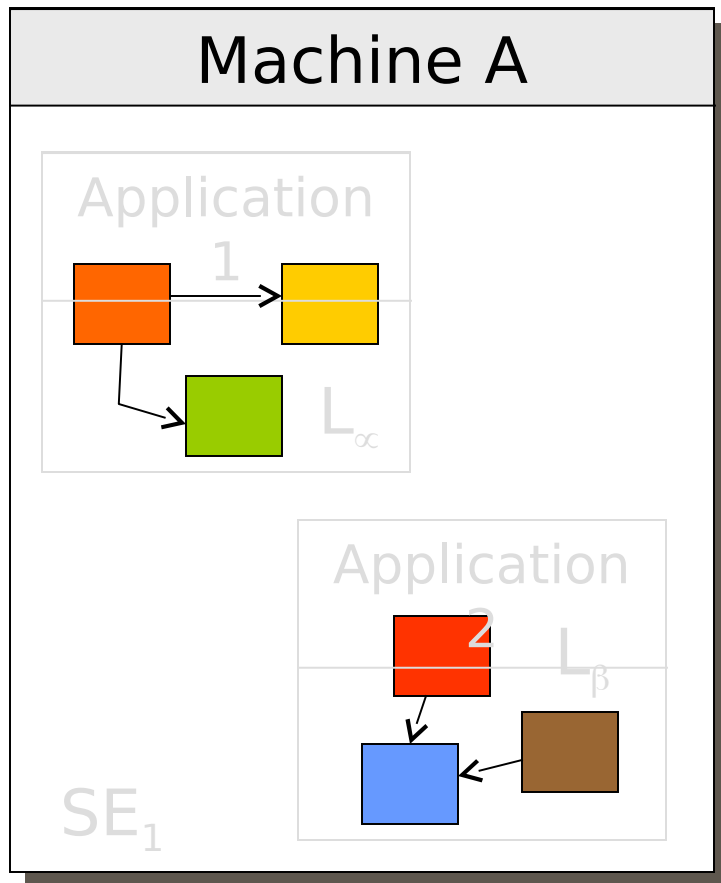 Machine A
Application
1
L∝
Application
2
Lβ
SE1